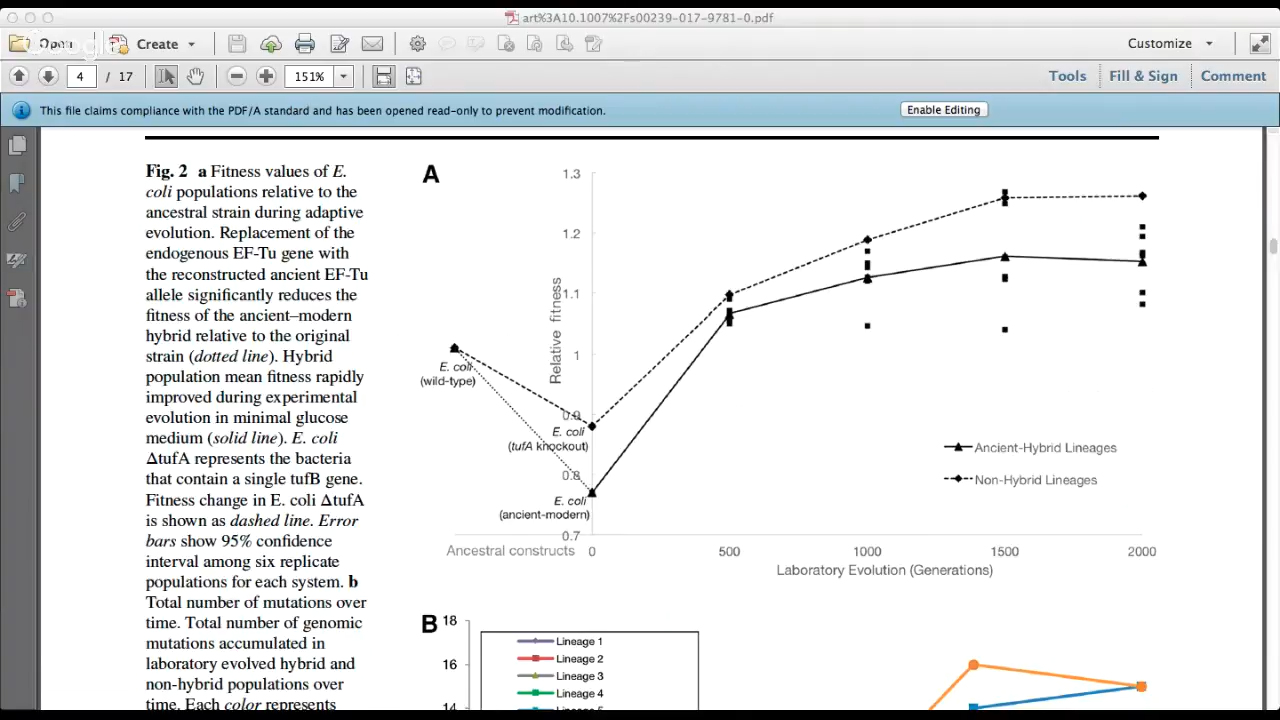 art%3A10.1007%2Fs00239-017-9781-0.pdf
Open Create Customize
4 / 17 151% Tools Fill & Sign Comment
This file claims compliance with the PDF/A standard and has been opened read-only to prevent modification. Enable Editing
Fig. 2 a Fitness values of E.
coli populations relative to the
ancestral strain during adaptive
evolution. Replacement of the
endogenous EF-Tu gene with
the reconstructed ancient EF-Tu
allele significantly reduces the
fitness of the ancient–modern
hybrid relative to the original
strain (dotted line). Hybrid
population mean fitness rapidly
improved during experimental
evolution in minimal glucose
medium (solid line). E. coli
ΔtufA represents the bacteria
that contain a single tufB gene.
Fitness change in E. coli ΔtufA
is shown as dashed line. Error
bars show 95% confidence
interval among six replicate
populations for each system. b
Total number of mutations over
time. Total number of genomic
mutations accumulated in
laboratory evolved hybrid and
non-hybrid populations over
time. Each color represents
A
1.3
1.2
1.1
1
0.9
0.8
0.7
Relative fitness
E. coli
(wild-type)
E. coli
(tufA knockout)
E. coli
(ancient-modern)
Ancient-Hybrid Lineages
Non-Hybrid Lineages
Ancestral constructs 0 500 1000 1500 2000
Laboratory Evolution (Generations)
B
18
16
14
Lineage 1
Lineage 2
Lineage 3
Lineage 4